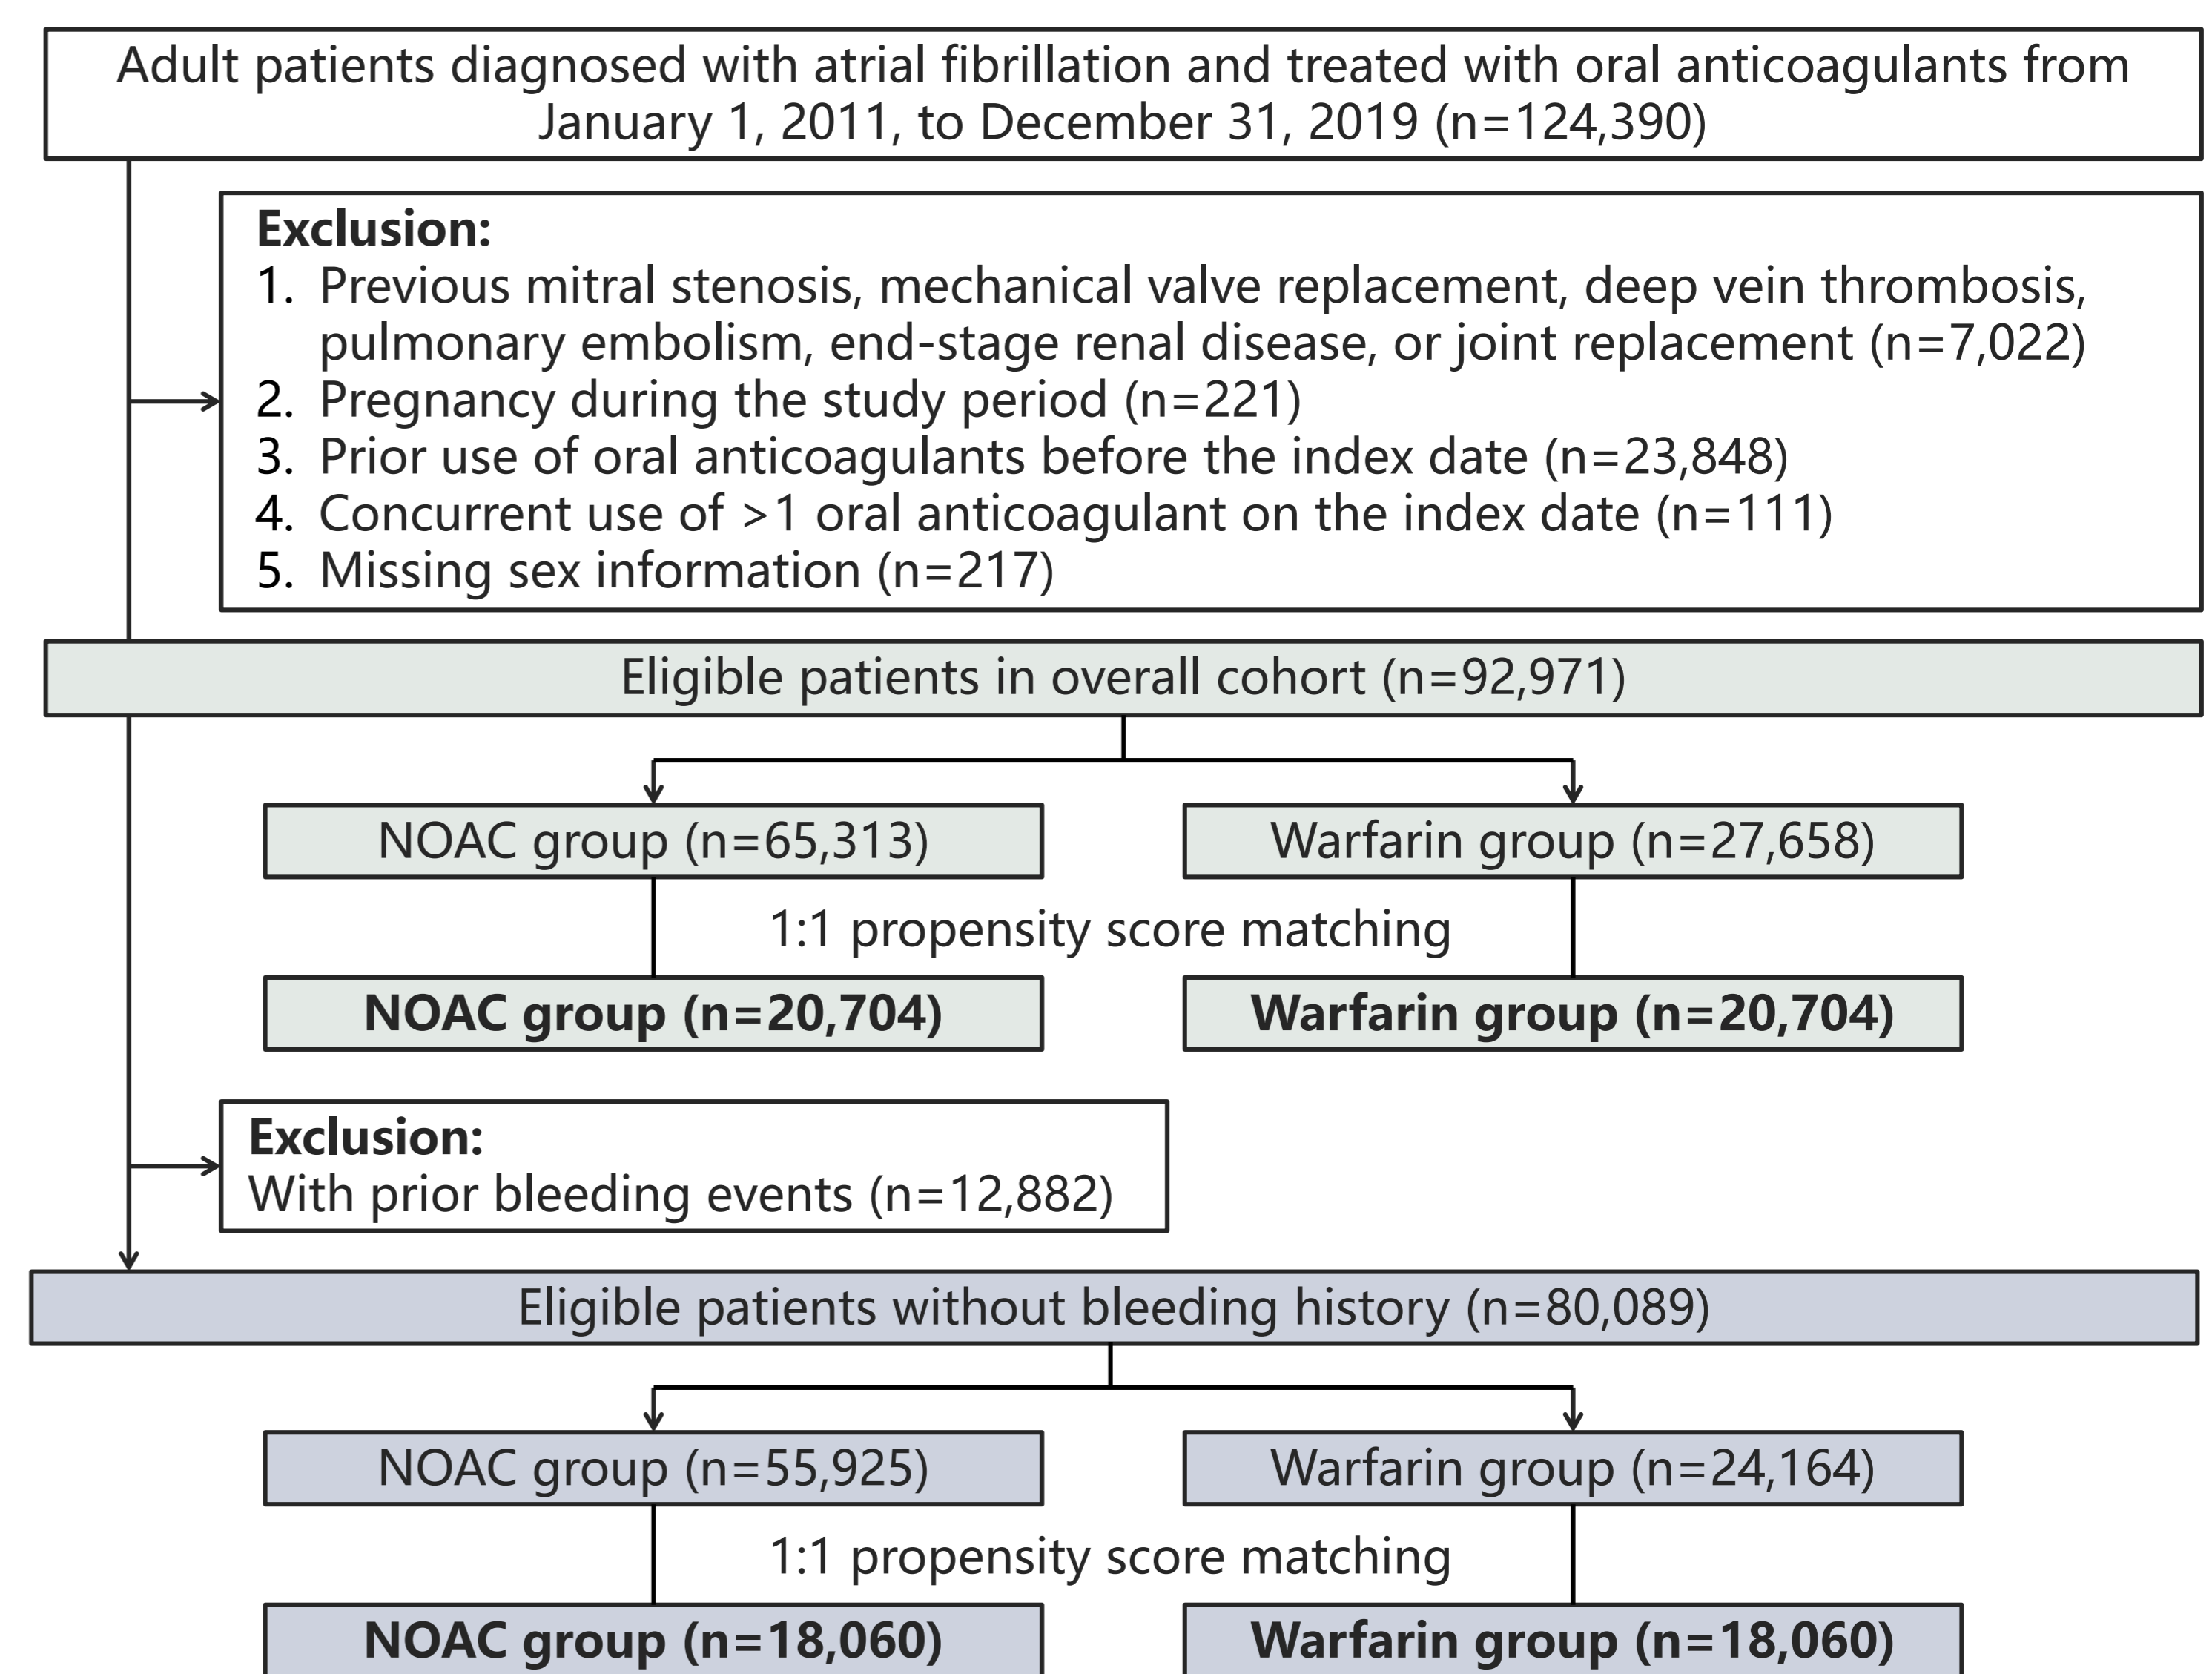 Adult patients diagnosed with atrial fibrillation and treated with oral anticoagulants from
January 1, 2011, to December 31, 2019 (n=124,390)
Exclusion:
1. Previous mitral stenosis, mechanical valve replacement, deep vein thrombosis,
pulmonary embolism, end-stage renal disease, or joint replacement (n=7,022)
2. Pregnancy during the study period (n=221)
3. Prior use of oral anticoagulants before the index date (n=23,848)
4. Concurrent use of >1 oral anticoagulant on the index date (n=111)
5. Missing sex information (n=217)
Eligible patients in overall cohort (n=92,971)
NOAC group (n=65,313)
Warfarin group (n=27,658)
1:1 propensity score matching
NOAC group (n=20,704)
Warfarin group (n=20,704)
Exclusion:
With prior bleeding events (n=12,882)
Eligible patients without bleeding history (n=80,089)
NOAC group (n=55,925)
Warfarin group (n=24,164)
1:1 propensity score matching
NOAC group (n=18,060)
Warfarin group (n=18,060)